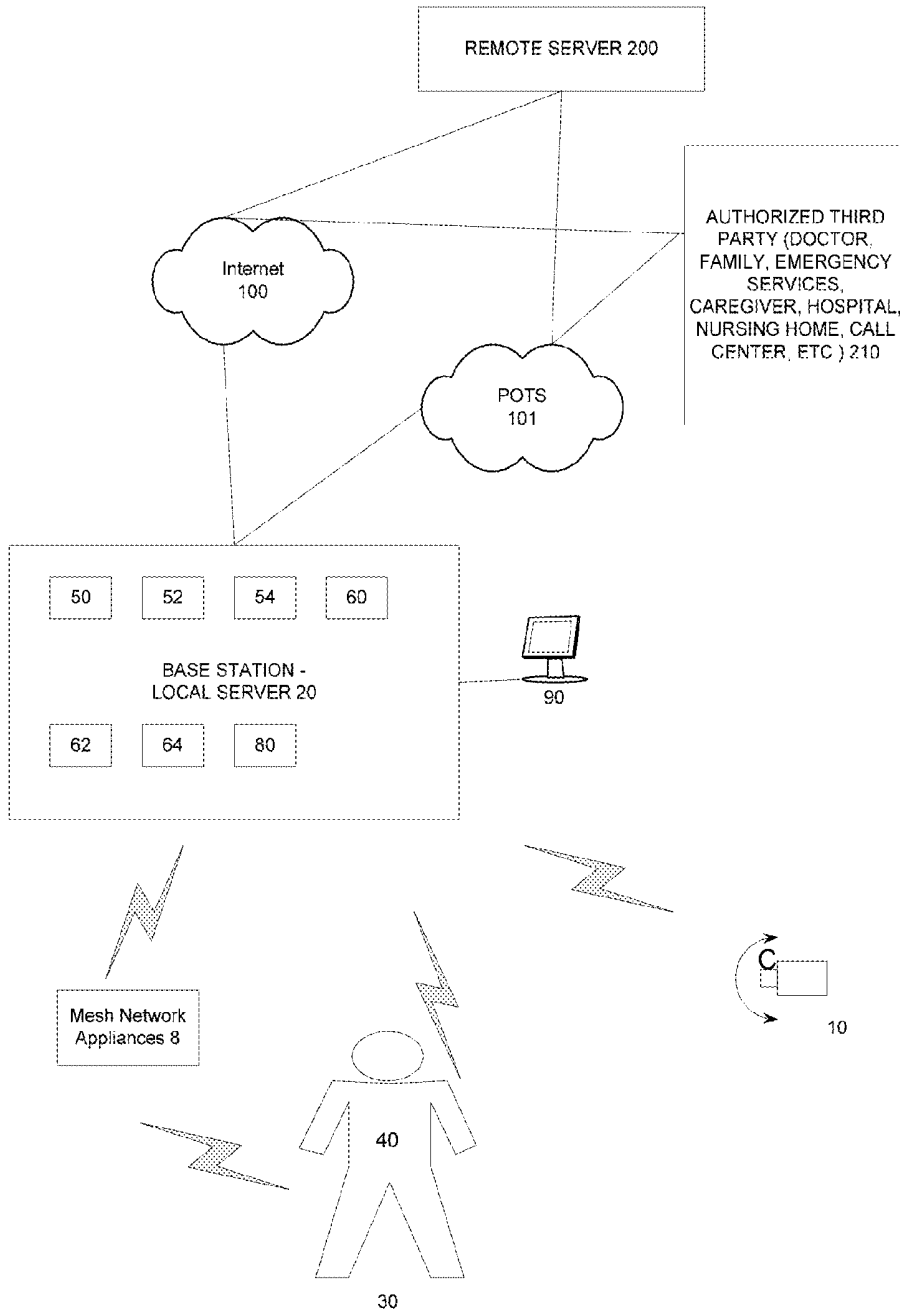 REMOTE SERVER 200
AUTHORIZED THIRD
PARTY (DOCTOR,
FAMILY, EMERGENCY
SERVICES,
CAREGIVER, HOSPITAL,
NURSING HOME, CALL
CENTER, ETC ) 210
Internet
100
POTS
101
50
52
54
60
BASE STATION -
LOCAL SERVER 20
62
64
80
90
Mesh Network
Appliances 8
C
10
40
30